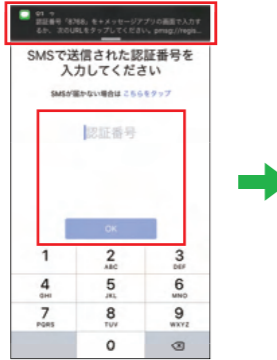 認証番号「8768」を+メッセージアプリの画面で入力す
るか、次のURLをタップしてください。pmsg://regis...
SMSで送信された認証番号を
入力してください
SMSが届かない場合は こちらをタップ
認証番号
OK
1 2 3
ABC DEF
4 5 6
GHI JKL MNO
7 8 9
PQRS TUV WXYZ
0